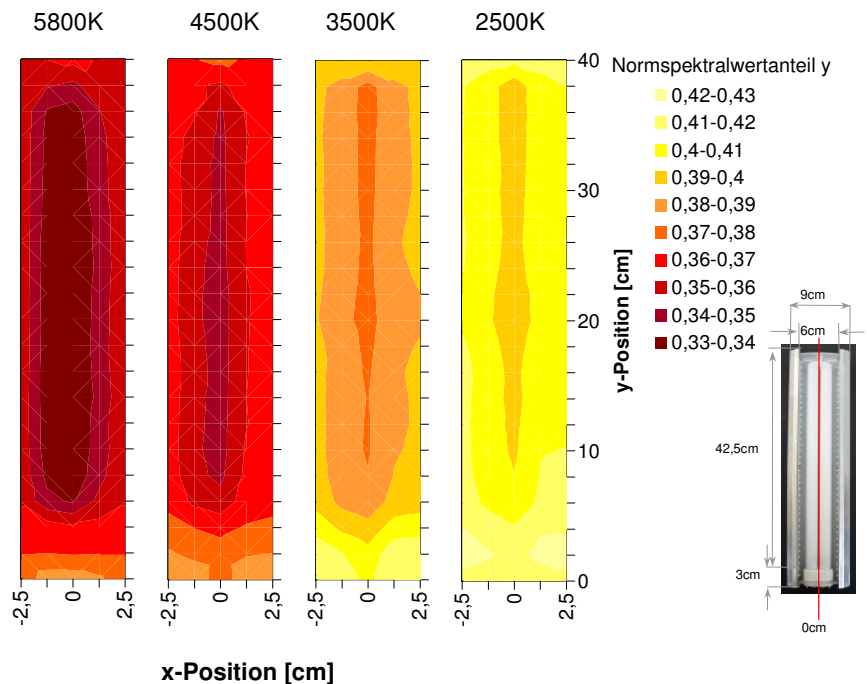 5800K 4500K 3500K 2500K
Normspektralwertanteil y
0,42-0,43
0,41-0,42
0,4-0,41
0,39-0,4
0,38-0,39
0,37-0,38
0,36-0,37
0,35-0,36
0,34-0,35
0,33-0,34
40
30
20
10
0
y-Position [cm]
-2,5 0 2,5 -2,5 0 2,5 -2,5 0 2,5 -2,5 0 2,5
x-Position [cm]
9cm
6cm
42,5cm
3cm
0cm